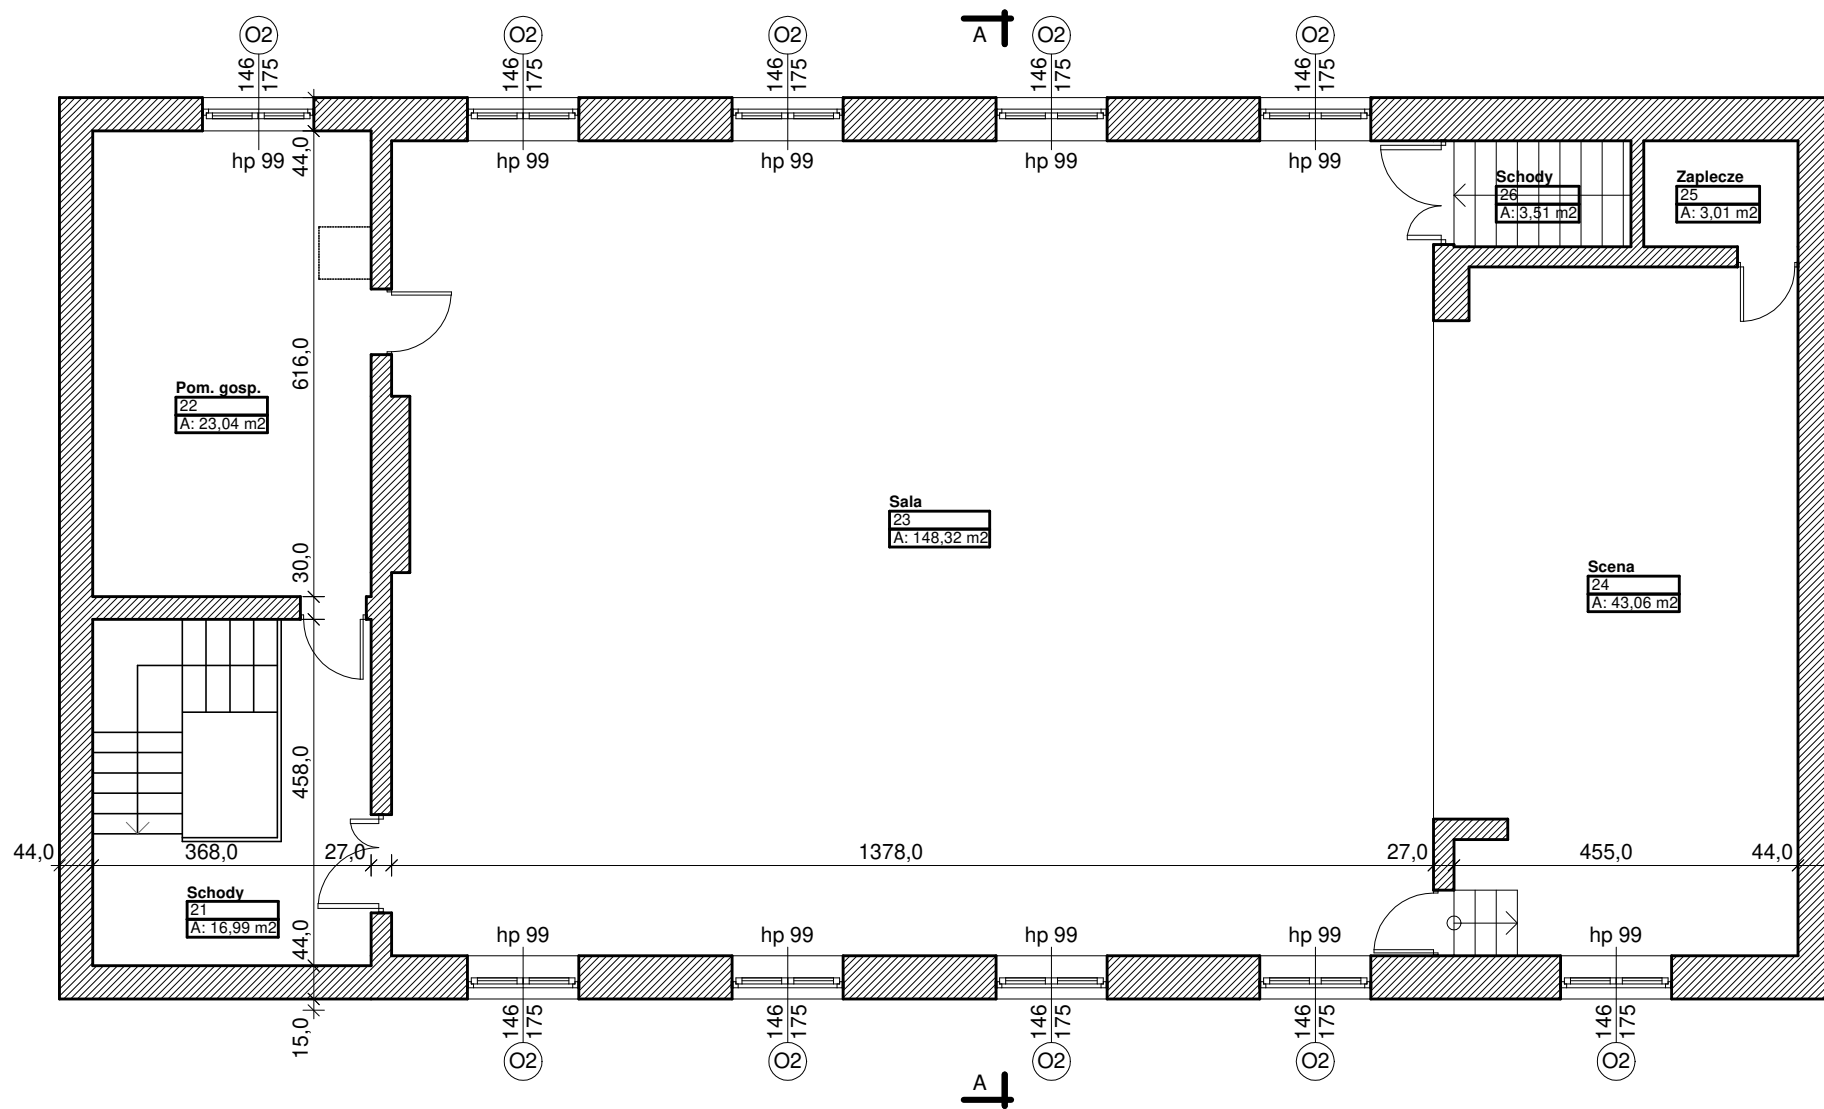 O2 O2 O2 O2 O2
A
146 175 146 175 146 175 146 175 146 175
hp 99 hp 99 hp 99 hp 99 hp 99
44,0
Schody
26
A: 3,51 m2
Zaplecze
25
A: 3,01 m2
616,0
Pom. gosp.
22
A: 23,04 m2
Sala
23
A: 148,32 m2
30,0
Scena
24
A: 43,06 m2
458,0
44,0 368,0 27,0 1378,0 27,0 455,0 44,0
Schody
21
A: 16,99 m2
44,0
hp 99 hp 99 hp 99 hp 99 hp 99
15,0
146 175 146 175 146 175 146 175 146 175
O2 O2 O2 O2 O2
A